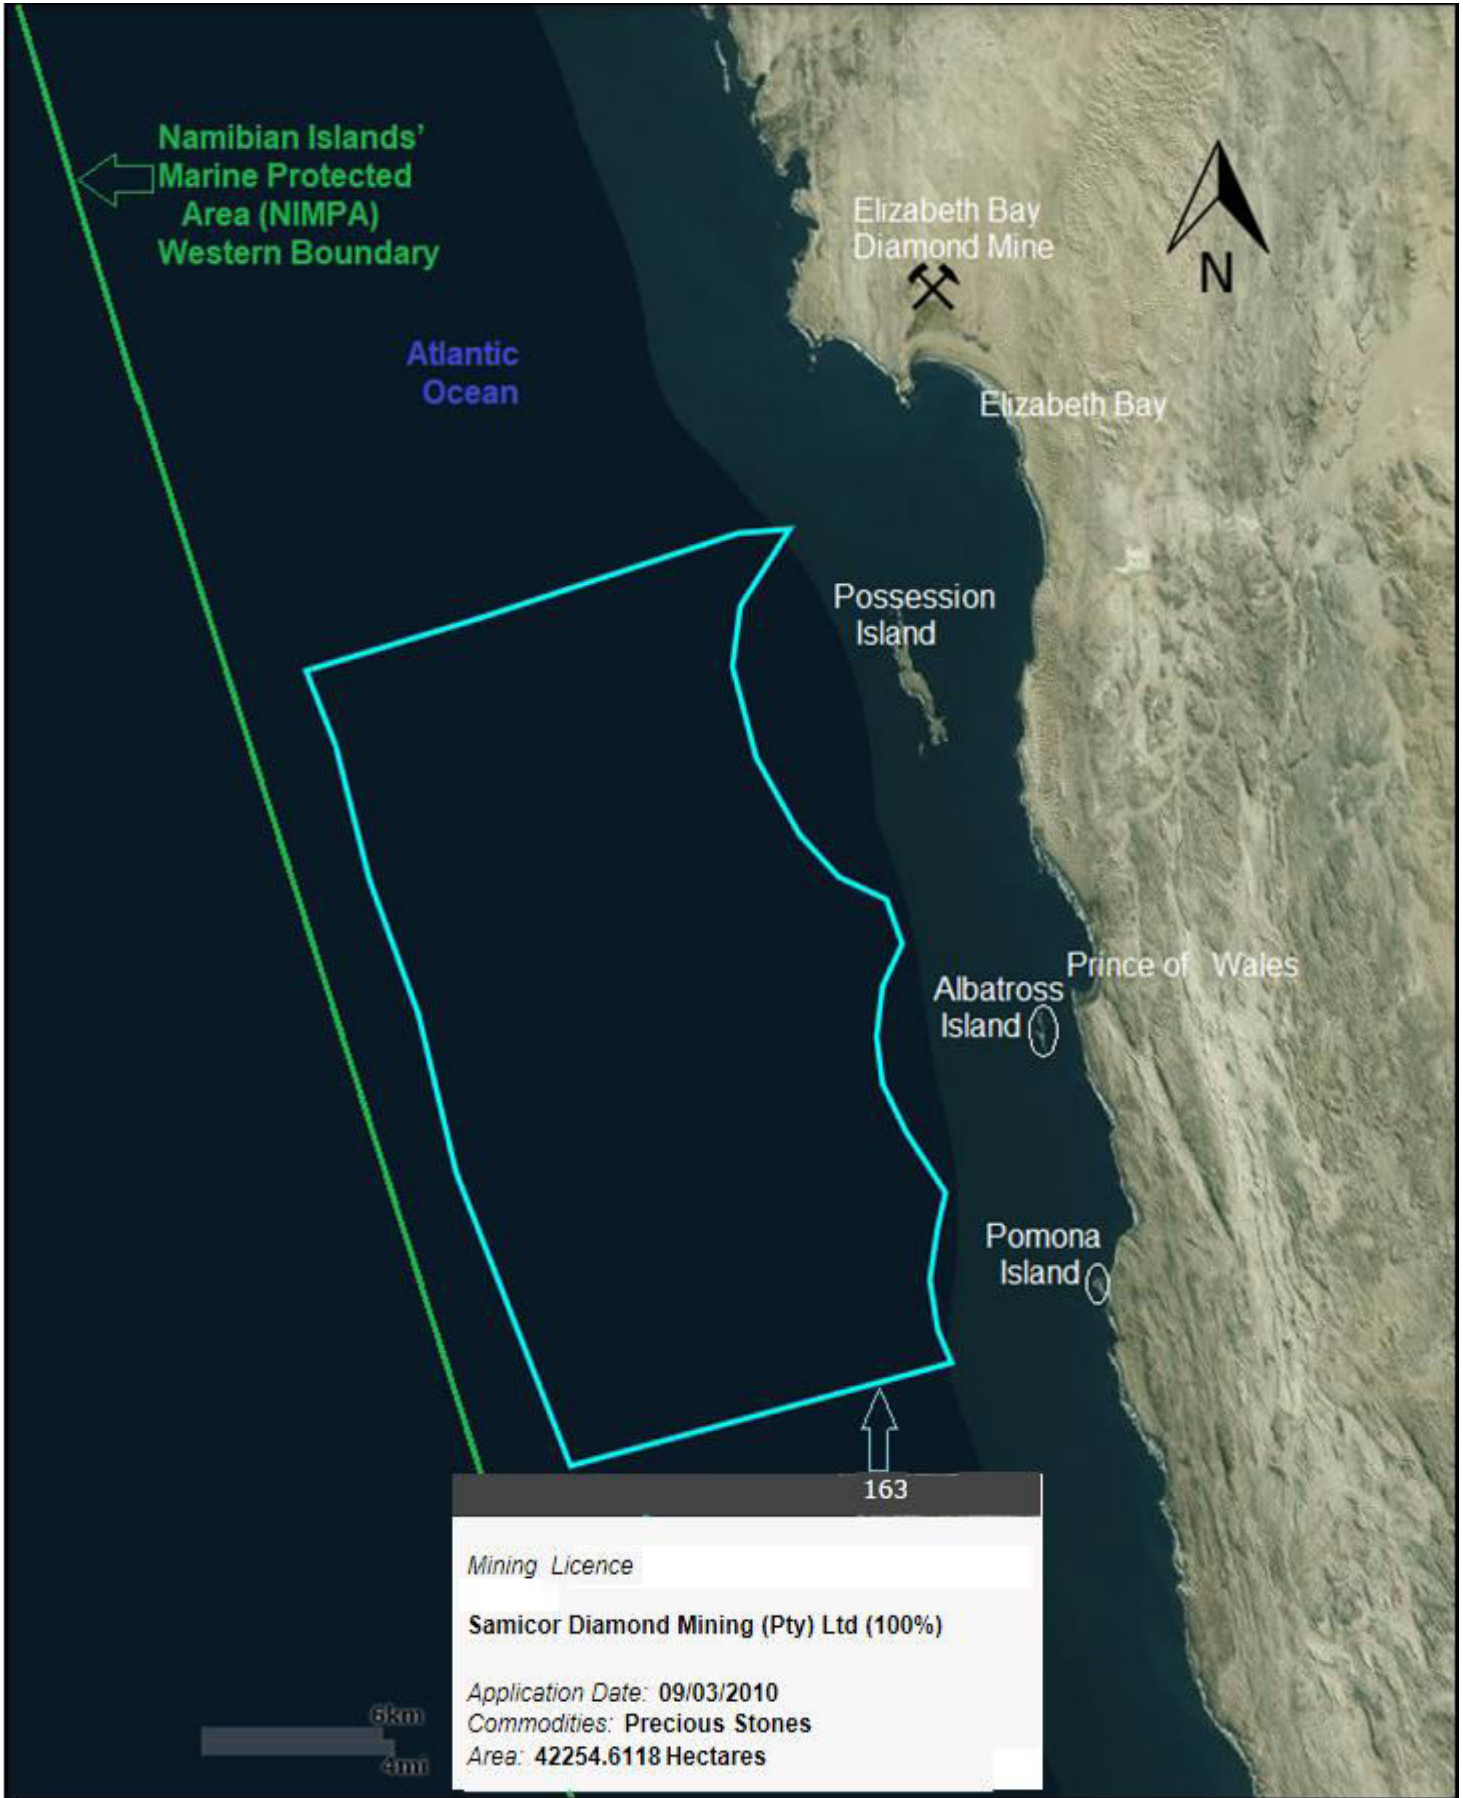 Namibian Islands'
Marine Protected
Area (NIMPA)
Western Boundary
Elizabeth Bay
Diamond Mine
N
Atlantic
Ocean
Elizabeth Bay
Possession
Island
Prince of Wales
Albatross
Island
Pomona
Island
163
Mining Licence
Samicor Diamond Mining (Pty) Ltd (100%)
Application Date: 09/03/2010
Commodities: Precious Stones
Area: 42254.6118 Hectares
6km
4mi